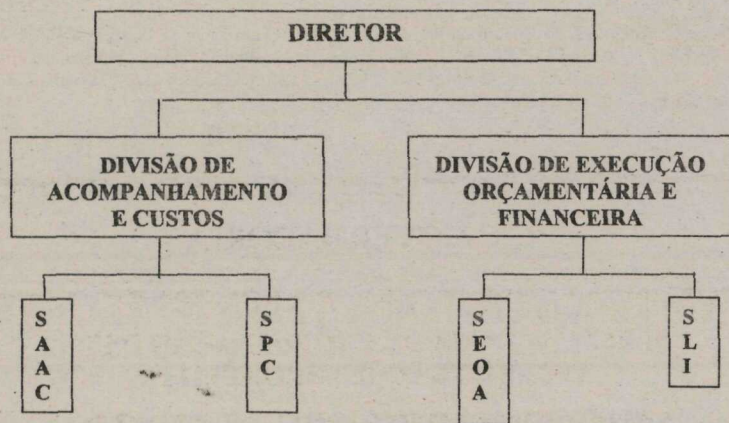 DIRETOR
DIVISÃO DE
ACOMPANHAMENTO
E CUSTOS
DIVISÃO DE EXECUÇÃO
ORÇAMENTÁRIA E
FINANCEIRA
S
A
A
C
S
P
C
S
E
O
A
S
L
I